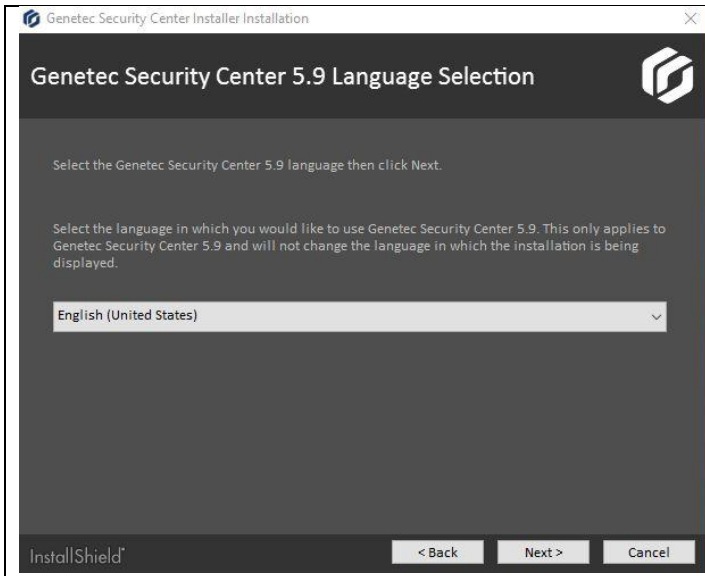 Genetec Security Center Installer Installation
Genetec Security Center 5.9 Language Selection
Select the Genetec Security Center 5.9 language then click Next.
Select the language in which you would like to use Genetec Security Center 5.9. This only applies to
Genetec Security Center 5.9 and will not change the language in which the installation is being
displayed.
English (United States)
InstallShield
< Back
Next >
Cancel